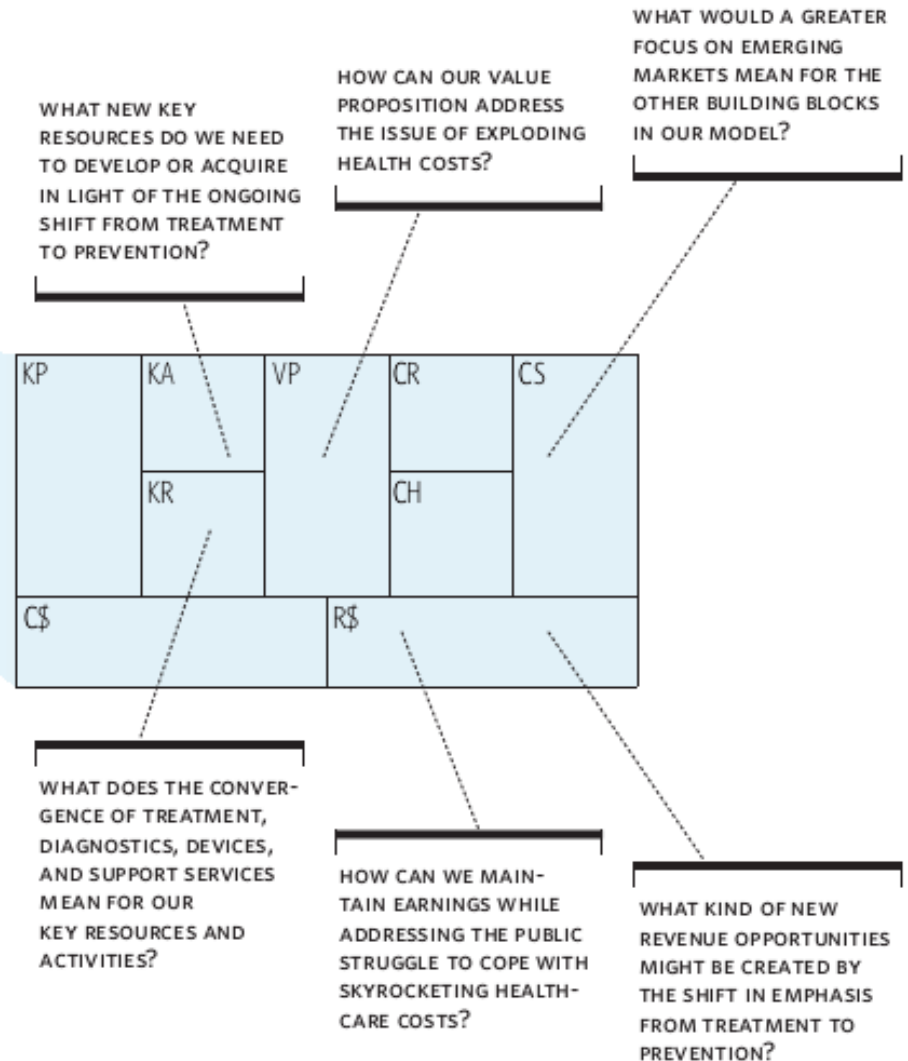 WHAT NEW KEY
RESOURCES DO WE NEED
TO DEVELOP OR ACQUIRE
IN LIGHT OF THE ONGOING
SHIFT FROM TREATMENT
TO PREVENTION?
HOW CAN OUR VALUE
PROPOSITION ADDRESS
THE ISSUE OF EXPLODING
HEALTH COSTS?
WHAT WOULD A GREATER
FOCUS ON EMERGING
MARKETS MEAN FOR THE
OTHER BUILDING BLOCKS
IN OUR MODEL?
KP
KA
VP
CR
CS
KR
CH
C$
R$
WHAT DOES THE CONVER-
GENCE OF TREATMENT,
DIAGNOSTICS, DEVICES,
AND SUPPORT SERVICES
MEAN FOR OUR
KEY RESOURCES AND
ACTIVITIES?
HOW CAN WE MAIN-
TAIN EARNINGS WHILE
ADDRESSING THE PUBLIC
STRUGGLE TO COPE WITH
SKYROCKETING HEALTH-
CARE COSTS?
WHAT KIND OF NEW
REVENUE OPPORTUNITIES
MIGHT BE CREATED BY
THE SHIFT IN EMPHASIS
FROM TREATMENT TO
PREVENTION?